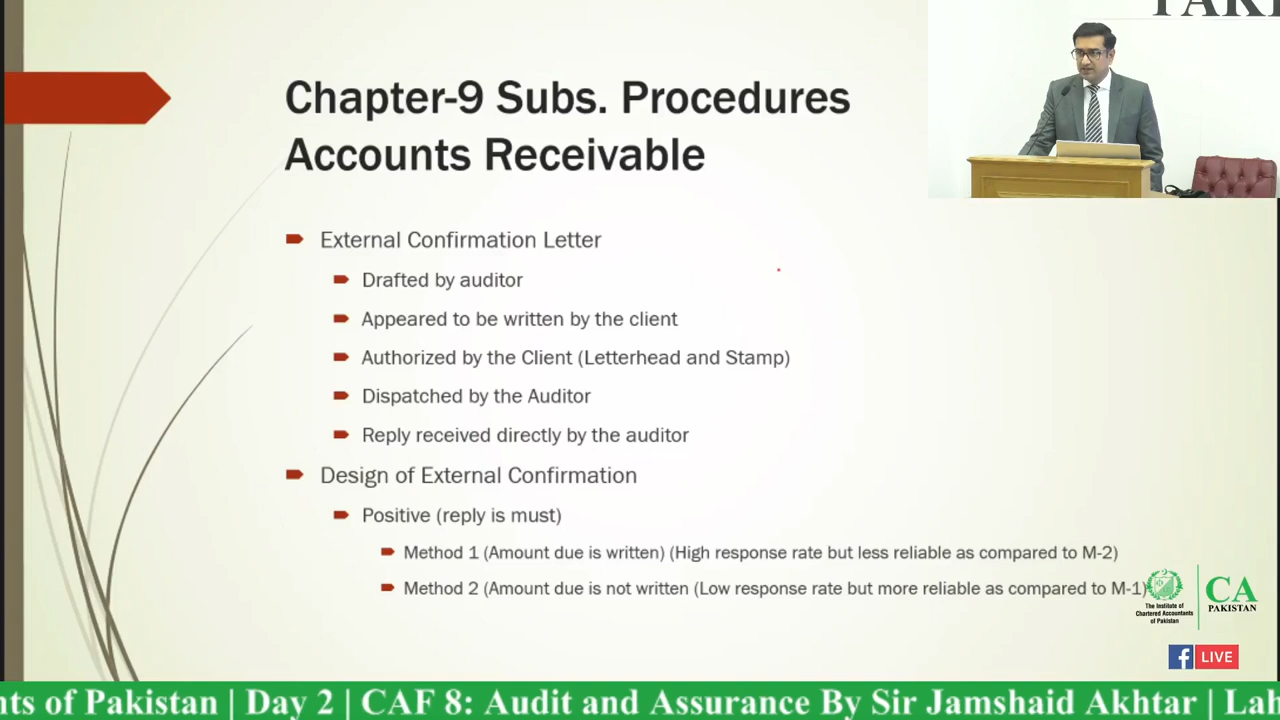 Chapter-9 Subs. Procedures
Accounts Receivable
External Confirmation Letter
Drafted by auditor
Appeared to be written by the client
Authorized by the Client (Letterhead and Stamp)
Dispatched by the Auditor
Reply received directly by the auditor
Design of External Confirmation
Positive (reply is must)
Method 1 (Amount due is written) (High response rate but less reliable as compared to M-2)
Method 2 (Amount due is not written (Low response rate but more reliable as compared to M-1)
The Institute of
Chartered Accountants
of Pakistan
CA
PAKISTAN
LIVE
nts of Pakistan | Day 2 | CAF 8: Audit and Assurance By Sir Jamshaid Akhtar | Lah